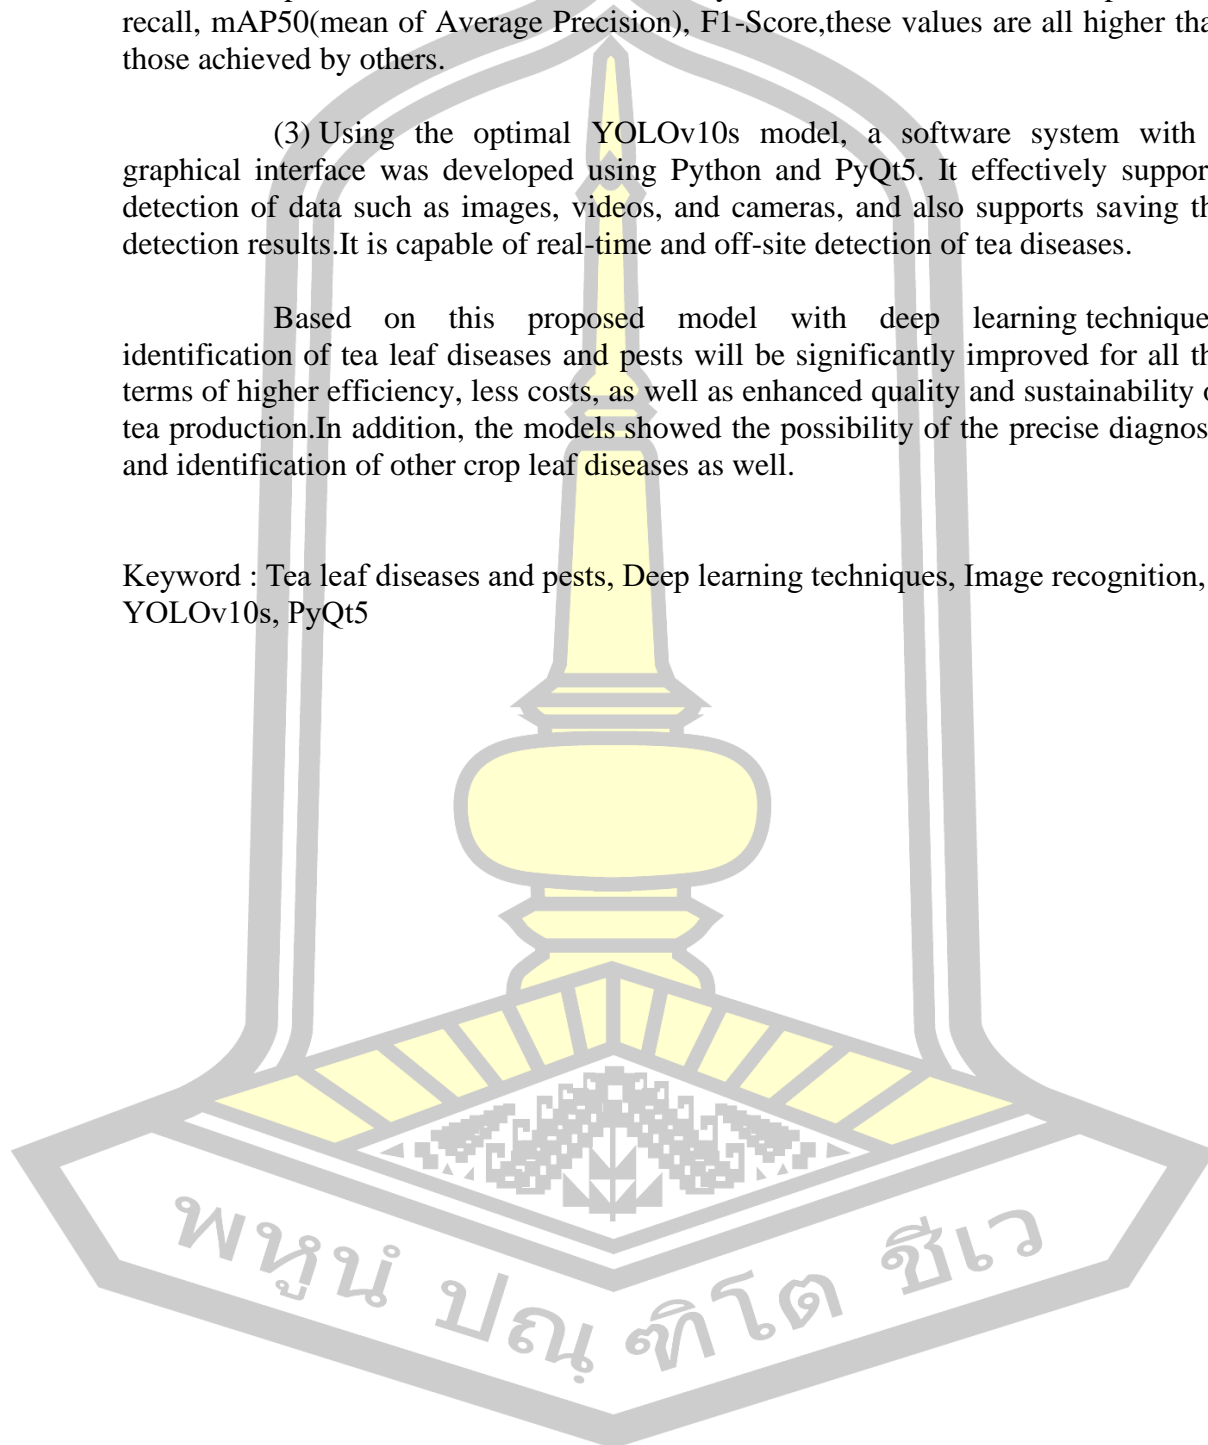 recall, mAP50(mean of Average Precision), F1-Score,these values are all higher
those achieved by others.
(3) Using the optimal YOLOv10s model, a software system with
graphical interface was developed using Python and PyQt5. It effectively
detection of data such as images, videos, and cameras, and also supports saving
detection results.It is capable of real-time and off-site detection of tea diseases.
Based on this proposed model with deep learning
identification of tea leaf diseases and pests will be significantly improved for all
terms of higher efficiency, less costs, as well as enhanced quality and sustainability
tea production.In addition, the models showed the possibility of the precise
and identification of other crop leaf diseases as well.
Keyword : Tea leaf diseases and pests, Deep learning techniques, Image recognition,
YOLOv10s, PyQt5
พหูนํ ปณฺ ฑิโต ชีเว